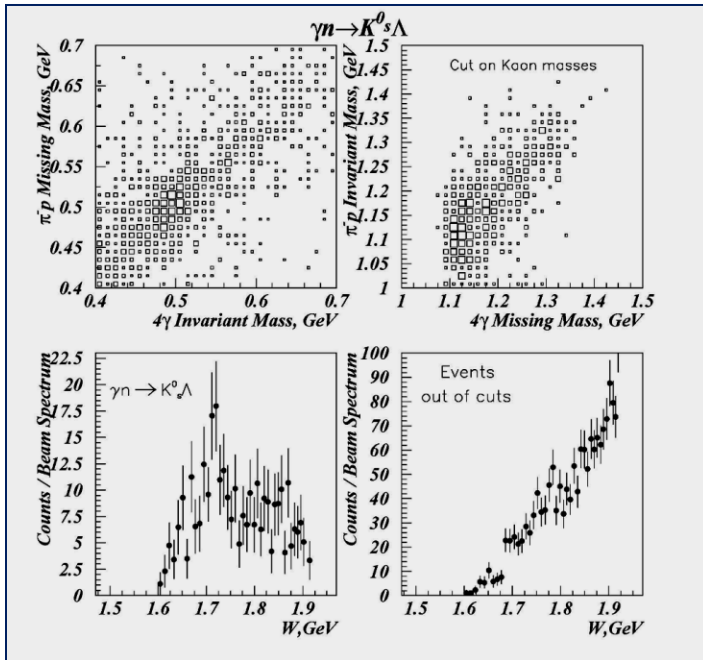 γn→K⁰sΛ
π⁻p Missing Mass, GeV
0.7
0.65
0.6
0.55
0.5
0.45
0.4
0.4 0.5 0.6 0.7
4γ Invariant Mass, GeV
Cut on Kaon masses
π⁻p Invariant Mass, GeV
1.5
1.45
1.4
1.35
1.3
1.25
1.2
1.15
1.1
1.05
1
1 1.1 1.2 1.3 1.4 1.5
4γ Missing Mass, GeV
γn → K⁰sΛ
Counts / Beam Spectrum
22.5
20
17.5
15
12.5
10
7.5
5
2.5
0
1.5 1.6 1.7 1.8 1.9
W,GeV
Events
out of cuts
Counts / Beam Spectrum
100
90
80
70
60
50
40
30
20
10
0
1.5 1.6 1.7 1.8 1.9
W,GeV